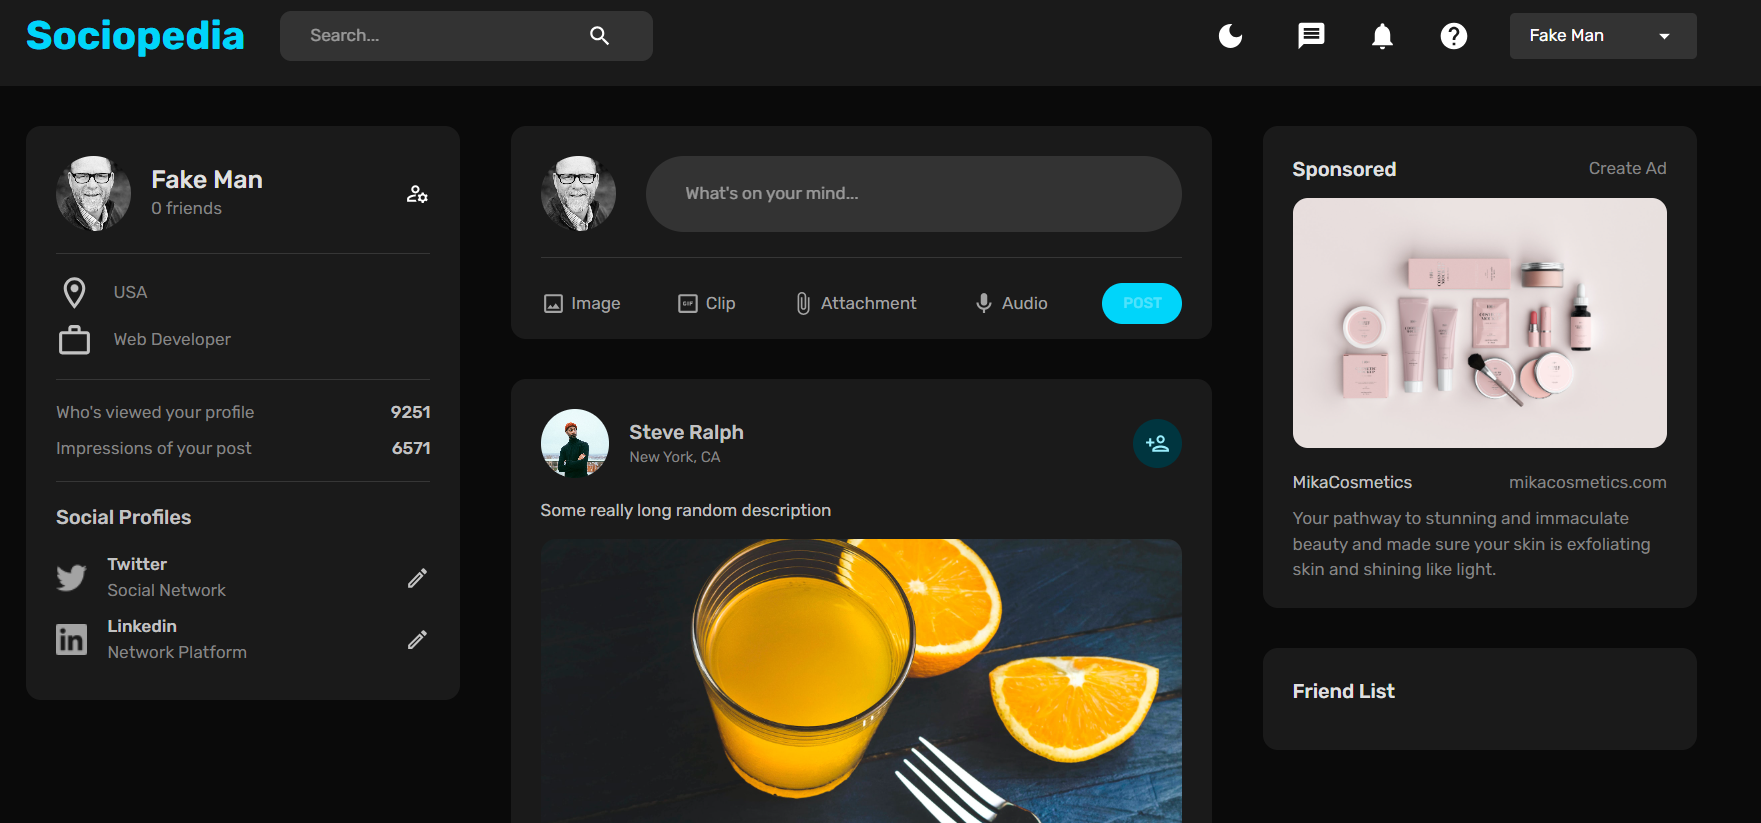 Sociopedia
Search...
Fake Man
Fake Man
0 friends
USA
Web Developer
Who's viewed your profile 9251
Impressions of your post 6571
Social Profiles
Twitter
Social Network
Linkedin
Network Platform
What's on your mind...
Image
GIF
Clip
Attachment
Audio
POST
Steve Ralph
New York, CA
Some really long random description
Sponsored
Create Ad
MikaCosmetics
mikacosmetics.com
Your pathway to stunning and immaculate
beauty and made sure your skin is exfoliating
skin and shining like light.
Friend List